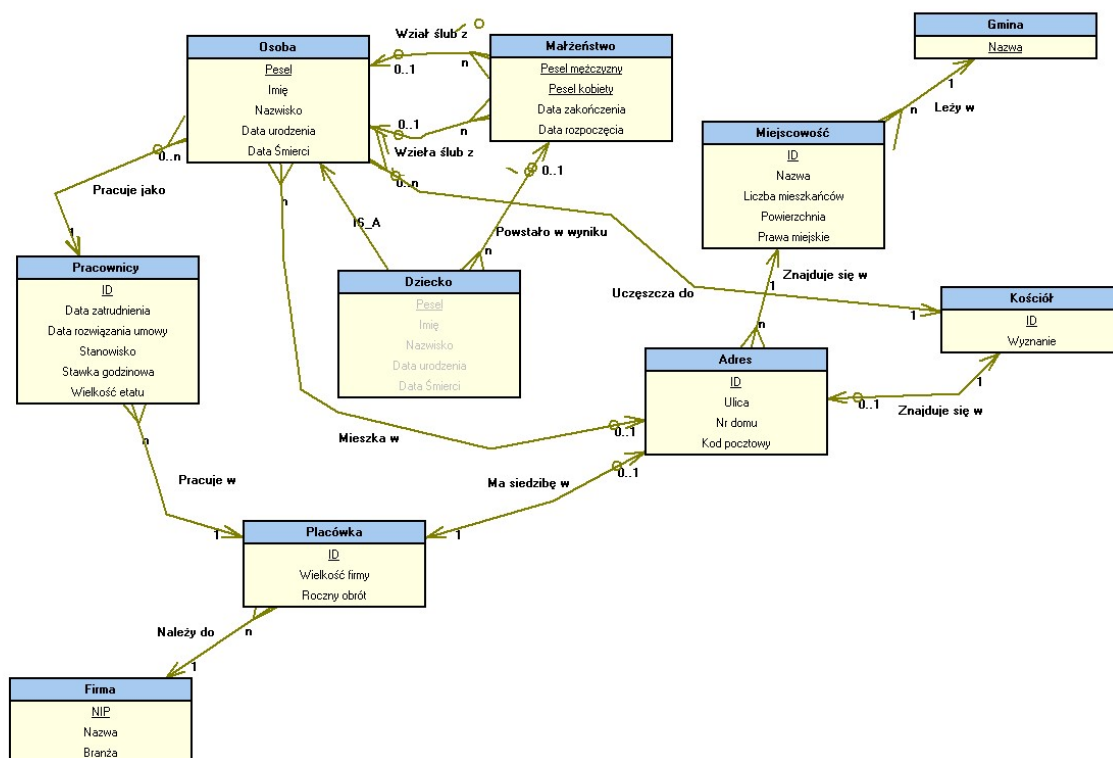 Wział ślub z
Osoba
Pesel
Imię
Nazwisko
Data urodzenia
Data Śmierci
0..1
n
0..1
n
Wzieła ślub z
Małżeństwo
Pesel mężczyzny
Pesel kobiety
Data zakończenia
Data rozpoczęcia
Gmina
Nazwa
1
Leży w
n
Miejscowość
ID
Nazwa
Liczba mieszkańców
Powierzchnia
Prawa miejskie
0..n
Pracuje jako
1
0..n
n
IS_A
0..1
Powstało w wyniku
n
Uczęszcza do
1
Znajduje się w
1
n
Pracownicy
ID
Data zatrudnienia
Data rozwiązania umowy
Stanowisko
Stawka godzinowa
Wielkość etatu
Dziecko
Pesel
Imię
Nazwisko
Data urodzenia
Data Śmierci
Kościół
ID
Wyznanie
Adres
ID
Ulica
Nr domu
Kod pocztowy
1
0..1
Znajduje się w
n
Mieszka w
0..1
Pracuje w
1
Ma siedzibę w
0..1
1
Placówka
ID
Wielkość firmy
Roczny obrót
Należy do
n
1
Firma
NIP
Nazwa
Branża